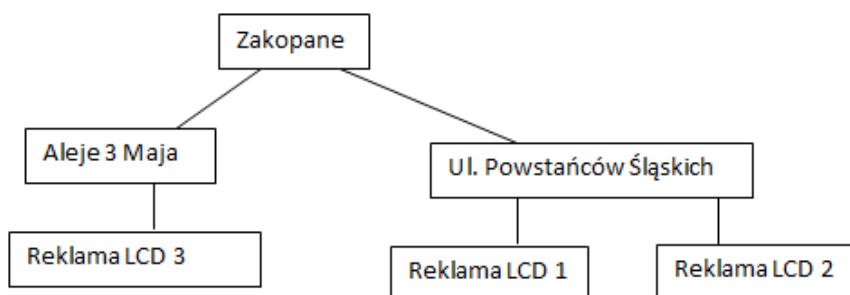 Zakopane
Aleje 3 Maja
Ul. Powstańców Śląskich
Reklama LCD 3
Reklama LCD 1
Reklama LCD 2